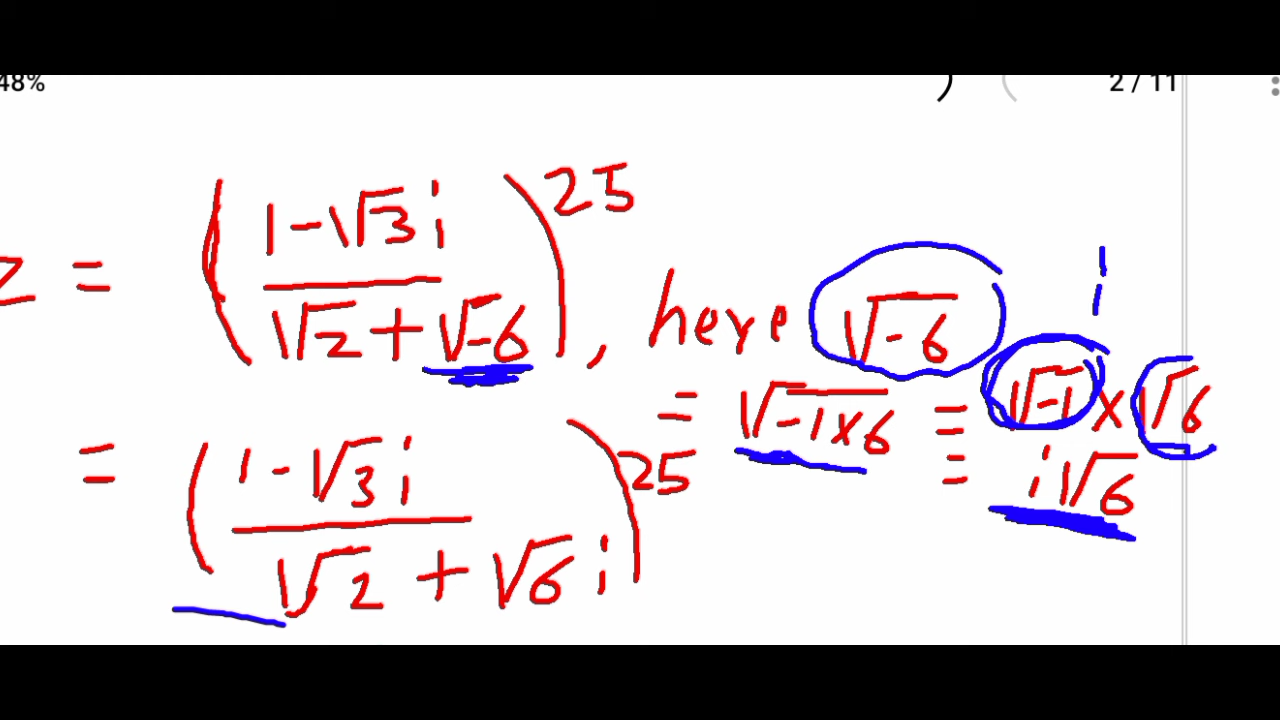 48%
2 / 11
z = ( (1-√3 i) / (√2 + √-6) )^25 , here √-6
= √-1×6 = √-1 × √6
i
= i√6
= ( (1-√3 i) / (√2 + √6 i) )^25